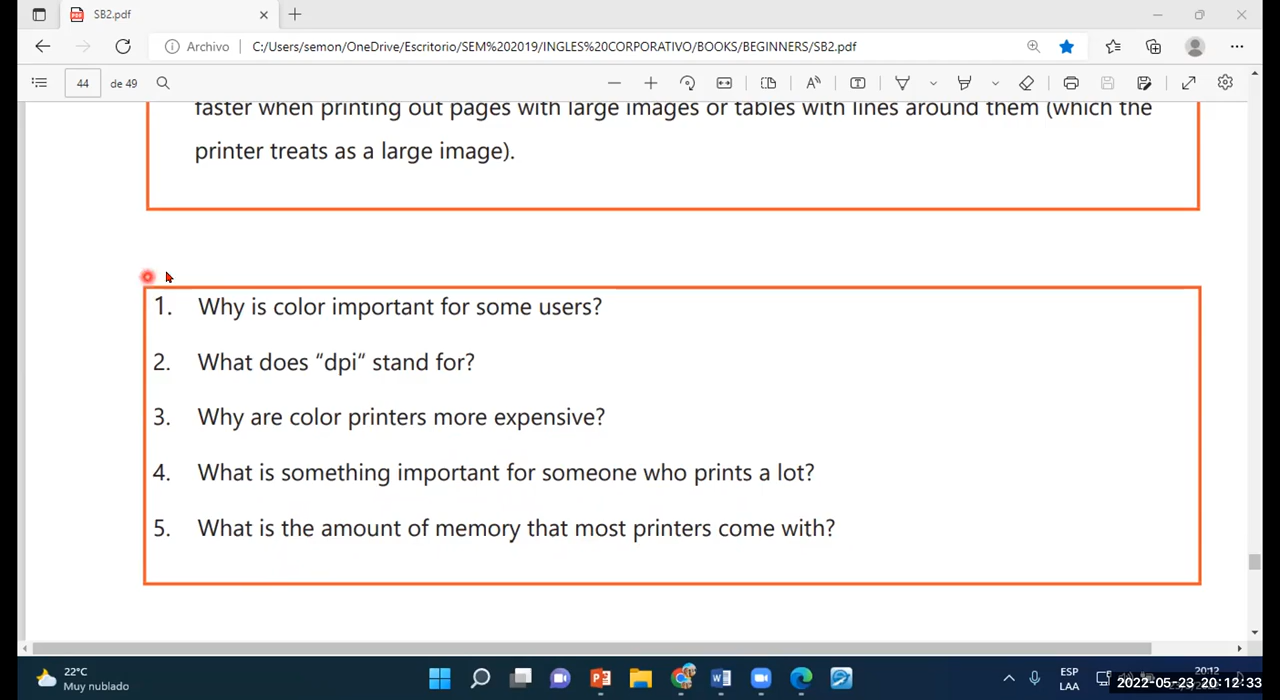 SB2.pdf
Archivo
C:/Users/semon/OneDrive/Escritorio/SEM%202019/INGLES%20CORPORATIVO/BOOKS/BEGINNERS/SB2.pdf
44 de 49
faster when printing out pages with large images or tables with lines around them (which the
printer treats as a large image).
1. Why is color important for some users?
2. What does “dpi“ stand for?
3. Why are color printers more expensive?
4. What is something important for someone who prints a lot?
5. What is the amount of memory that most printers come with?
22°C
Muy nublado
ESP
LAA
20:12
2022-05-23 20:12:33